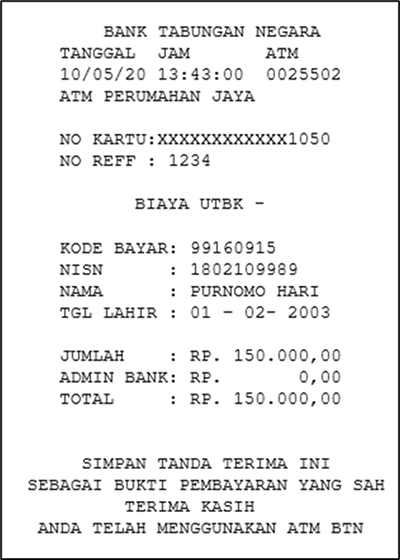 BANK TABUNGAN NEGARA
TANGGAL JAM ATM
10/05/20 13:43:00 0025502
ATM PERUMAHAN JAYA
NO KARTU:XXXXXXXXXXXX1050
NO REFF : 1234
BIAYA UTBK –
KODE BAYAR: 99160915
NISN : 1802109989
NAMA : PURNOMO HARI
TGL LAHIR : 01 – 02- 2003
JUMLAH : RP. 150.000,00
ADMIN BANK: RP. 0,00
TOTAL : RP. 150.000,00
SIMPAN TANDA TERIMA INI
SEBAGAI BUKTI PEMBAYARAN YANG SAH
TERIMA KASIH
ANDA TELAH MENGGUNAKAN ATM BTN